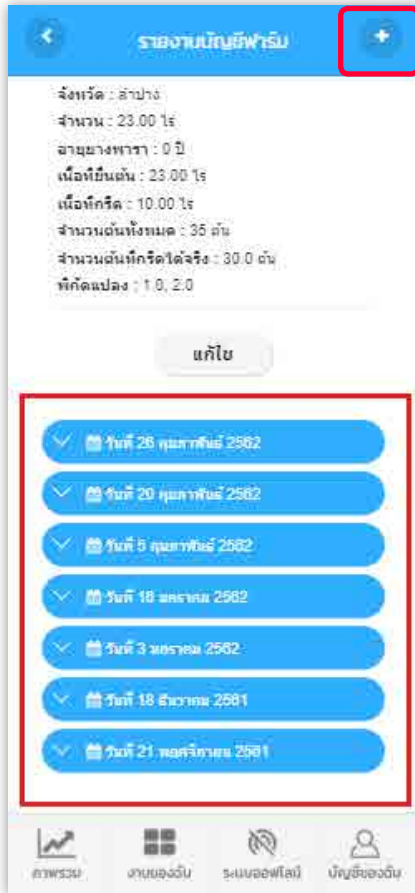 รายงานบัญชีฟาร์ม
จังหวัด : ลำปาง
จำนวน : 23.00 ไร่
อายุยางพารา : 0 ปี
เนื้อที่ยืนต้น : 23.00 ไร่
เนื้อที่กรีด : 10.00 ไร่
จำนวนต้นทั้งหมด : 35 ต้น
จำนวนต้นที่กรีดได้จริง : 30.0 ต้น
พิกัดแปลง : 1.0, 2.0
แก้ไข
วันที่ 26 กุมภาพันธ์ 2562
วันที่ 20 กุมภาพันธ์ 2562
วันที่ 5 กุมภาพันธ์ 2562
วันที่ 18 มกราคม 2562
วันที่ 3 มกราคม 2562
วันที่ 18 ธันวาคม 2561
วันที่ 21 พฤศจิกายน 2561
ภาพรวม งานของฉัน ระบบออฟไลน์ บัญชีของฉัน